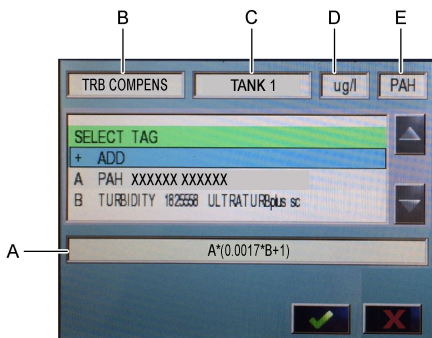 B C D E
TRB COMPENS TANK 1 ug/l PAH
SELECT TAG
+ ADD
A PAH XXXXXX XXXXXX
B TURBIDITY 1825558 ULTRATURBplus sc
A A*(0.0017*B+1)